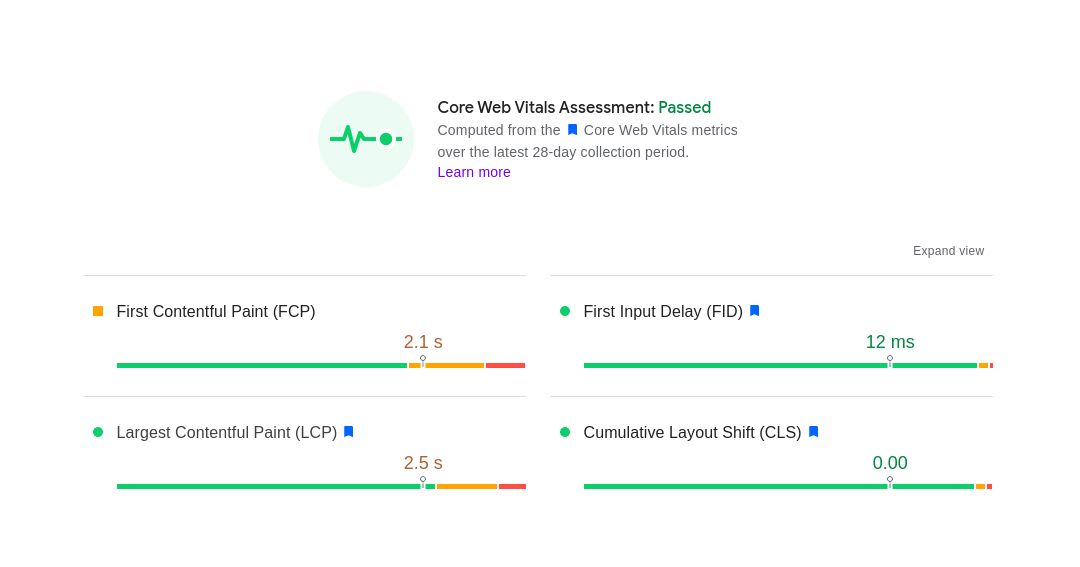 Core Web Vitals Assessment: Passed
Computed from the Core Web Vitals metrics
over the latest 28-day collection period.
Learn more
Expand view
First Contentful Paint (FCP)
2.1 s
First Input Delay (FID)
12 ms
Largest Contentful Paint (LCP)
2.5 s
Cumulative Layout Shift (CLS)
0.00